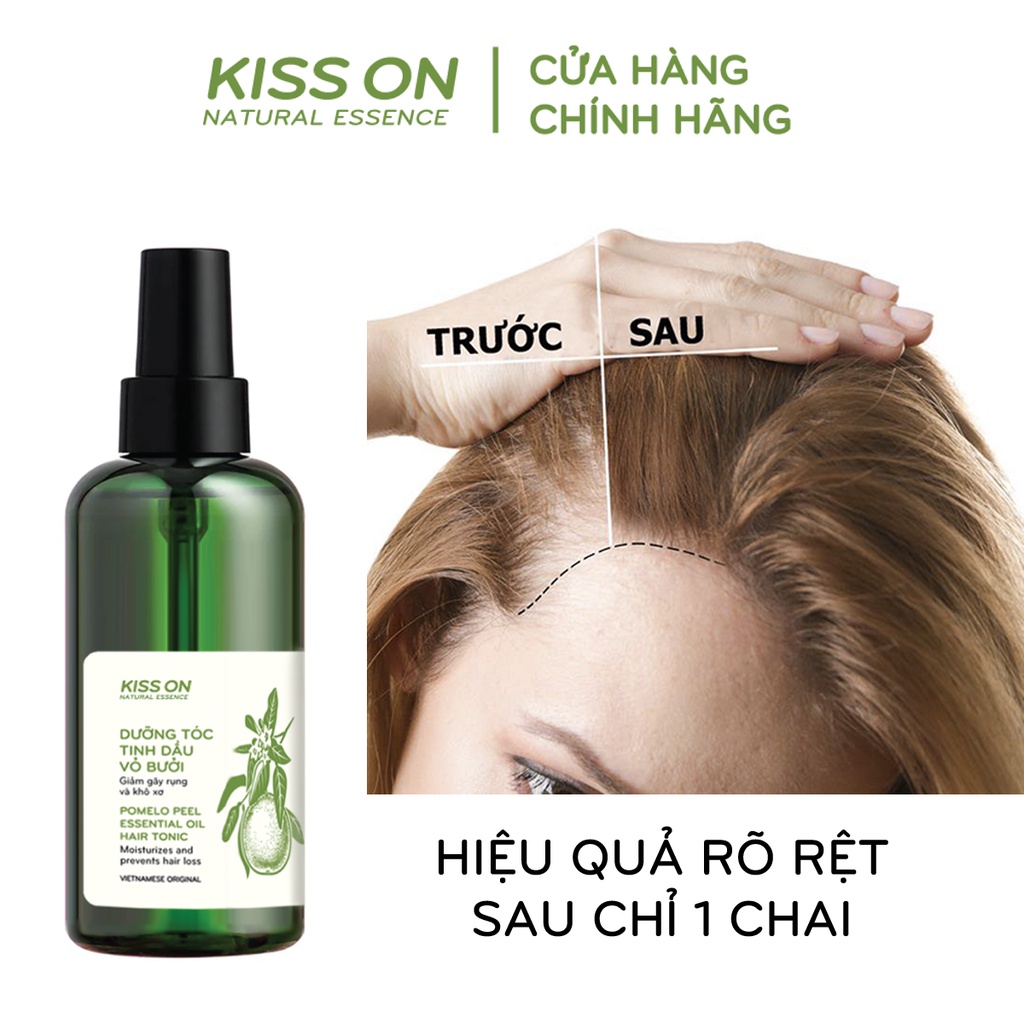 KISS ON
NATURAL ESSENCE
CỬA HÀNG
CHÍNH HÃNG
TRƯỚC
SAU
KISS ON
NATURAL ESSENCE
DƯỠNG TÓC
TINH DẦU
VỎ BƯỞI
Giảm gãy rụng
và khô xơ
POMELO PEEL
ESSENTIAL OIL
HAIR TONIC
Moisturizes and
prevents hair loss
VIETNAMESE ORIGINAL
HIỆU QUẢ RÕ RỆT
SAU CHỈ 1 CHAI